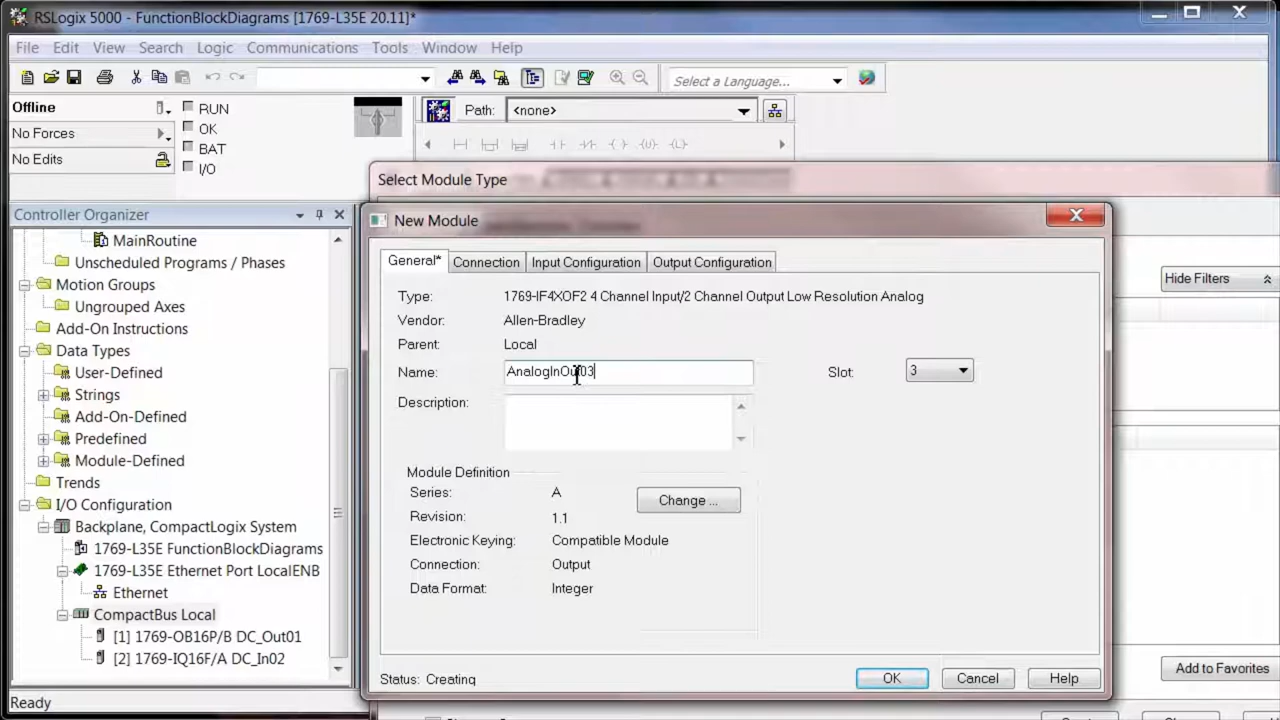 RSLogix 5000 - FunctionBlockDiagrams [1769-L35E 20.11]*
File Edit View Search Logic Communications Tools Window Help
Select a Language...
Offline
RUN
No Forces
OK
No Edits
BAT
I/O
Path: <none>
Controller Organizer
MainRoutine
Unscheduled Programs / Phases
Motion Groups
Ungrouped Axes
Add-On Instructions
Data Types
User-Defined
Strings
Add-On-Defined
Predefined
Module-Defined
Trends
I/O Configuration
Backplane, CompactLogix System
1769-L35E FunctionBlockDiagrams
1769-L35E Ethernet Port LocalENB
Ethernet
CompactBus Local
[1] 1769-OB16P/B DC_Out01
[2] 1769-IQ16F/A DC_In02
Ready
Select Module Type
Hide Filters
Add to Favorites
New Module
General* Connection Input Configuration Output Configuration
Type: 1769-IF4XOF2 4 Channel Input/2 Channel Output Low Resolution Analog
Vendor: Allen-Bradley
Parent: Local
Name: AnalogInOut03 Slot: 3
Description:
Module Definition
Series: A
Change ...
Revision: 1.1
Electronic Keying: Compatible Module
Connection: Output
Data Format: Integer
Status: Creating
OK Cancel Help